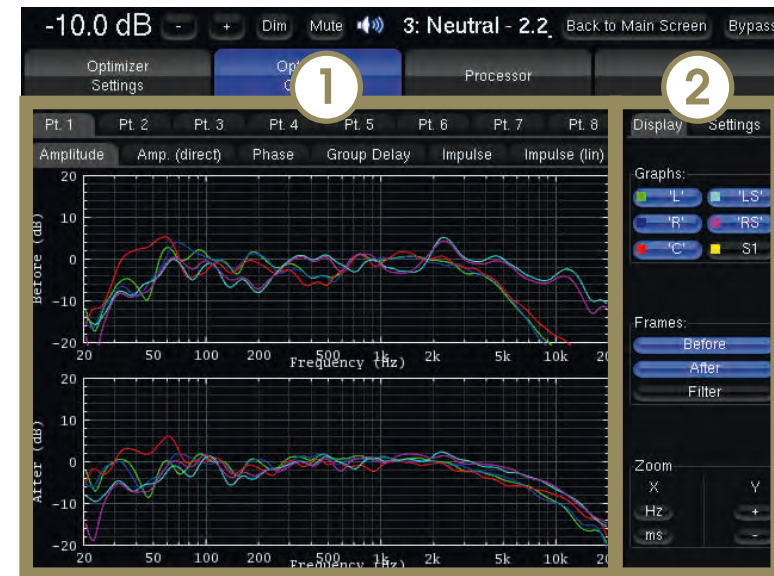 -10.0 dB - + Dim Mute 3: Neutral - 2.2 Back to Main Screen Bypass
Optimizer Settings
Processor
1
2
Pt. 1 Pt. 2 Pt. 3 Pt. 4 Pt. 5 Pt. 6 Pt. 7 Pt. 8
Display Settings
Amplitude Amp. (direct) Phase Group Delay Impulse Impulse (lin)
Graphs:
'L' 'LS'
'R' 'RS'
'C' S1
Before (dB)
20
10
0
-10
-20
20 50 100 200 500 1k 2k 5k 10k
Frequency (Hz)
Frames:
Before
After
Filter
After (dB)
20
10
0
-10
-20
20 50 100 200 500 1k 2k 5k 10k
Frequency (Hz)
Zoom
X Y
Hz +
ms -